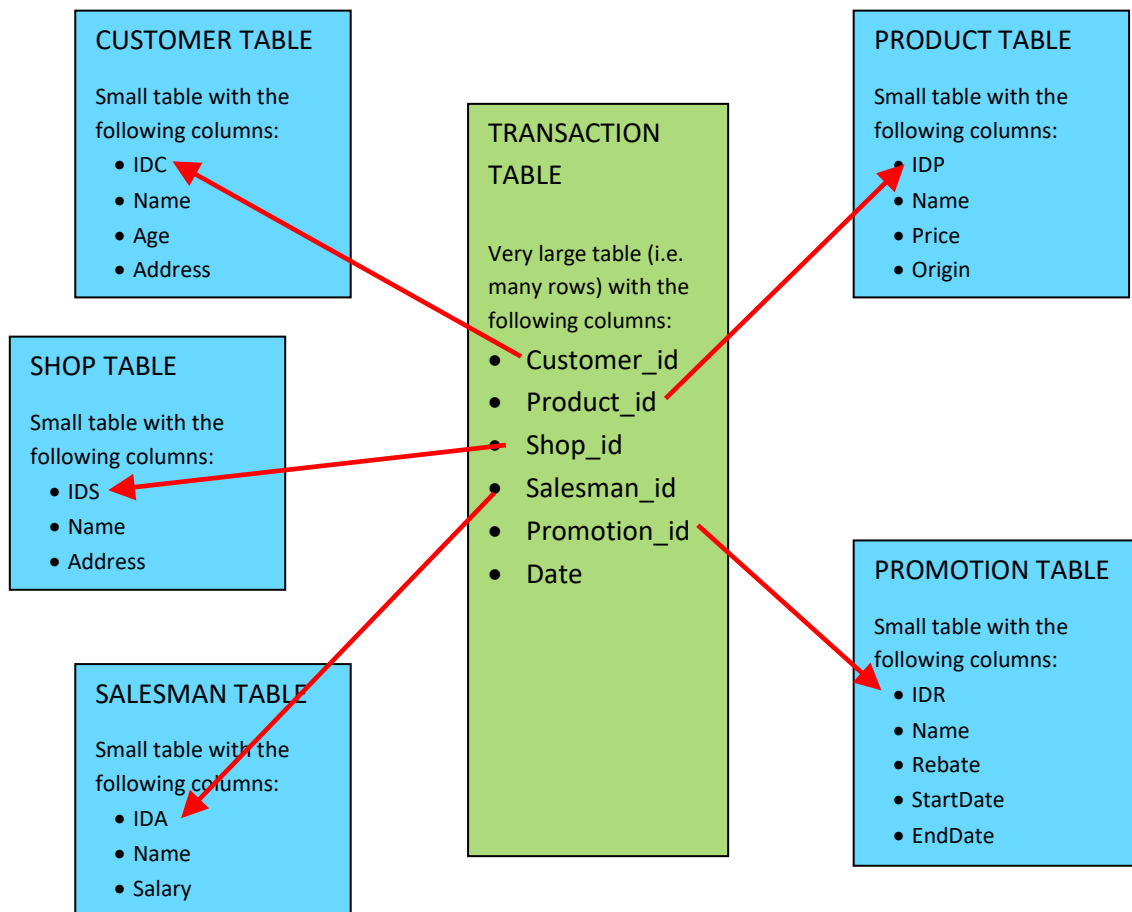 CUSTOMER TABLE
Small table with the
following columns:
• IDC
• Name
• Age
• Address
PRODUCT TABLE
Small table with the
following columns:
• IDP
• Name
• Price
• Origin
TRANSACTION
TABLE
Very large table (i.e.
many rows) with the
following columns:
• Customer_id
• Product_id
• Shop_id
• Salesman_id
• Promotion_id
• Date
SHOP TABLE
Small table with the
following columns:
• IDS
• Name
• Address
PROMOTION TABLE
Small table with the
following columns:
• IDR
• Name
• Rebate
• StartDate
• EndDate
SALESMAN TABLE
Small table with the
following columns:
• IDA
• Name
• Salary